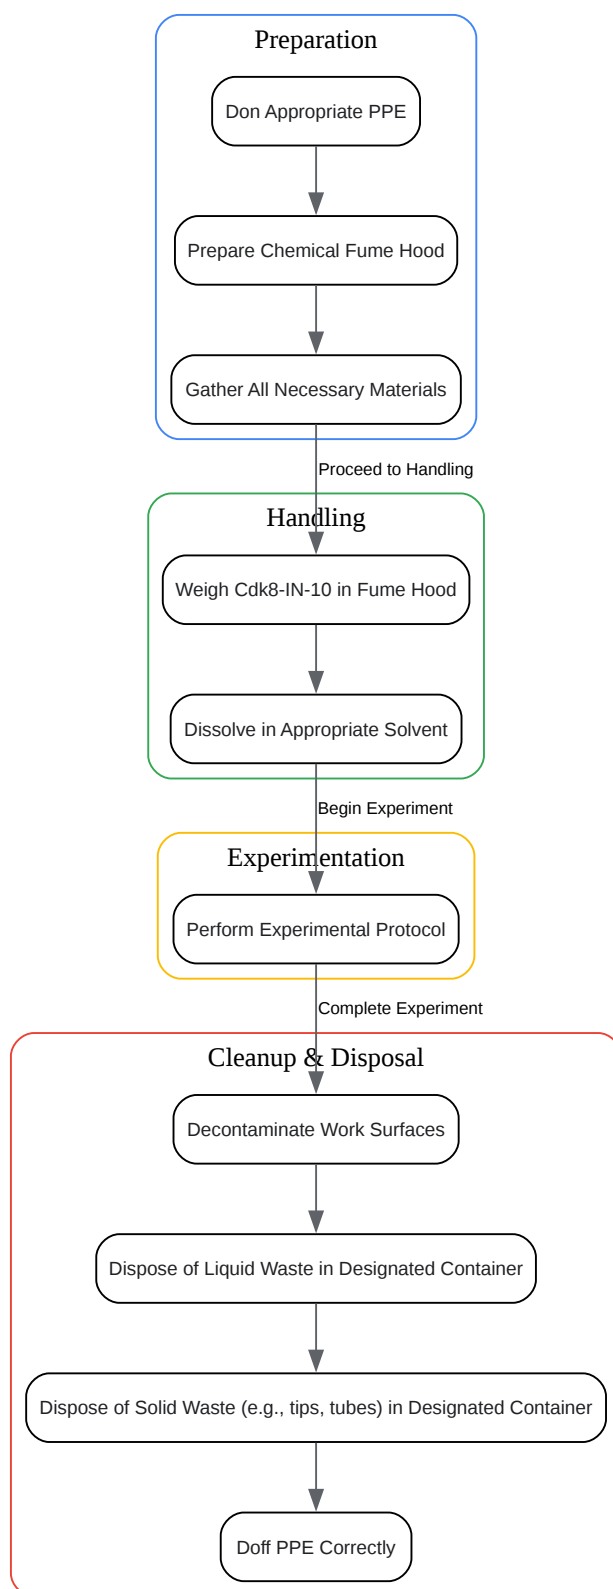 Preparation
Don Appropriate PPE
Prepare Chemical Fume Hood
Gather All Necessary Materials
Proceed to Handling
Handling
Weigh Cdk8-IN-10 in Fume Hood
Dissolve in Appropriate Solvent
Begin Experiment
Experimentation
Perform Experimental Protocol
Complete Experiment
Cleanup & Disposal
Decontaminate Work Surfaces
Dispose of Liquid Waste in Designated Container
Dispose of Solid Waste (e.g., tips, tubes) in Designated Container
Doff PPE Correctly